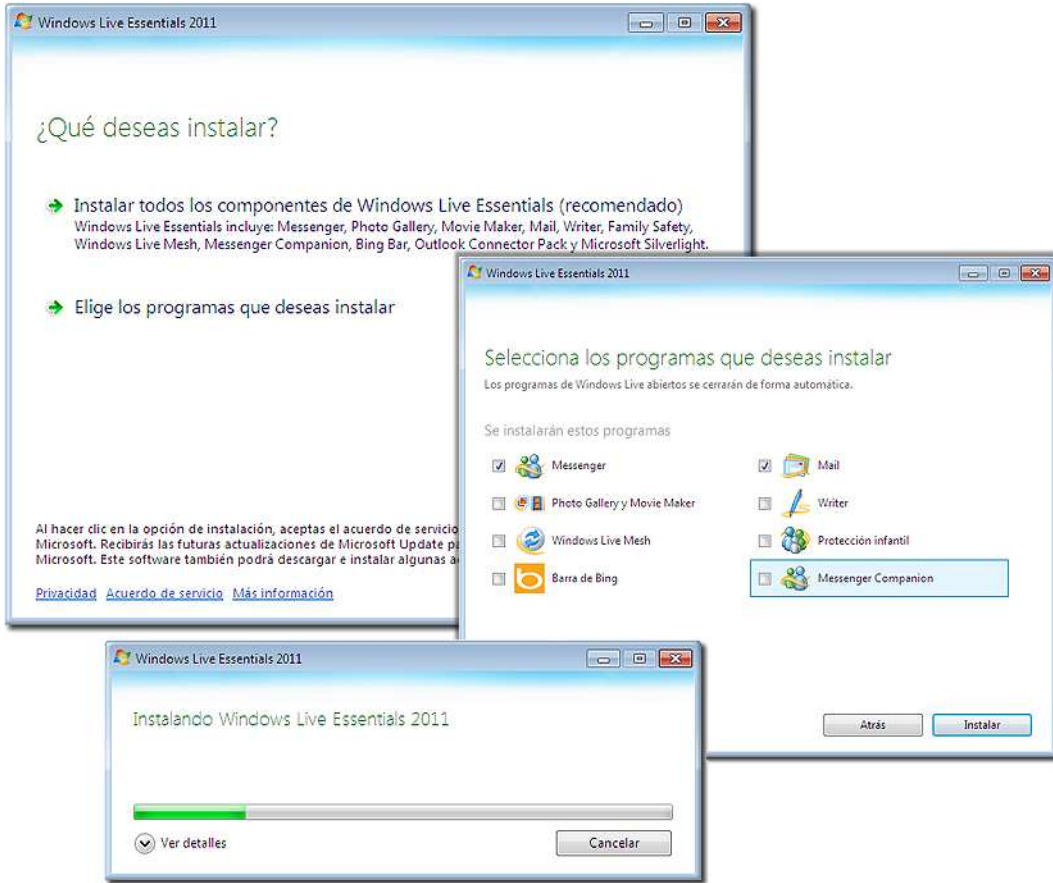 Windows Live Essentials 2011
¿Qué deseas instalar?
Instalar todos los componentes de Windows Live Essentials (recomendado)
Windows Live Essentials incluye: Messenger, Photo Gallery, Movie Maker, Mail, Writer, Family Safety,
Windows Live Mesh, Messenger Companion, Bing Bar, Outlook Connector Pack y Microsoft Silverlight.
Elige los programas que deseas instalar
Al hacer clic en la opción de instalación, aceptas el acuerdo de servicio
Microsoft. Recibirás las futuras actualizaciones de Microsoft Update
Microsoft. Este software también podrá descargar e instalar algunas
Privacidad Acuerdo de servicio Más información
Windows Live Essentials 2011
Selecciona los programas que deseas instalar
Los programas de Windows Live abiertos se cerrarán de forma automática.
Se instalarán estos programas
Messenger
Mail
Photo Gallery y Movie Maker
Writer
Windows Live Mesh
Protección infantil
Barra de Bing
Messenger Companion
Atrás
Instalar
Windows Live Essentials 2011
Instalando Windows Live Essentials 2011
Ver detalles
Cancelar